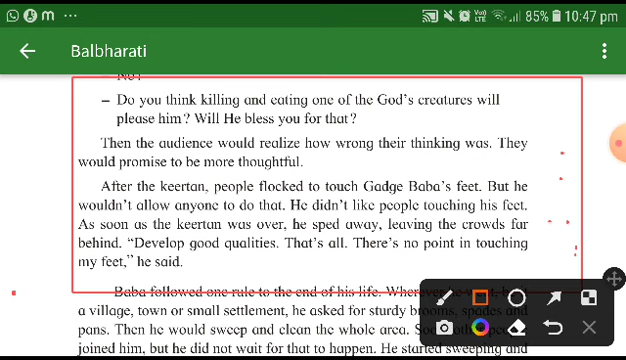 85% 10:47 pm
Balbharati
– No!
– Do you think killing and eating one of the God's creatures will
please him? Will He bless you for that?
Then the audience would realize how wrong their thinking was. They
would promise to be more thoughtful.
After the keertan, people flocked to touch Gadge Baba's feet. But he
wouldn't allow anyone to do that. He didn't like people touching his feet.
As soon as the keertan was over, he sped away, leaving the crowds far
behind. "Develop good qualities. That's all. There's no point in touching
my feet," he said.
Baba followed one rule to the end of his life. Wherever
a village, town or small settlement, he asked for sturdy brooms, spades and
pans. Then he would sweep and clean the whole area.
joined him, but he did not wait for that to happen. He started sweeping and